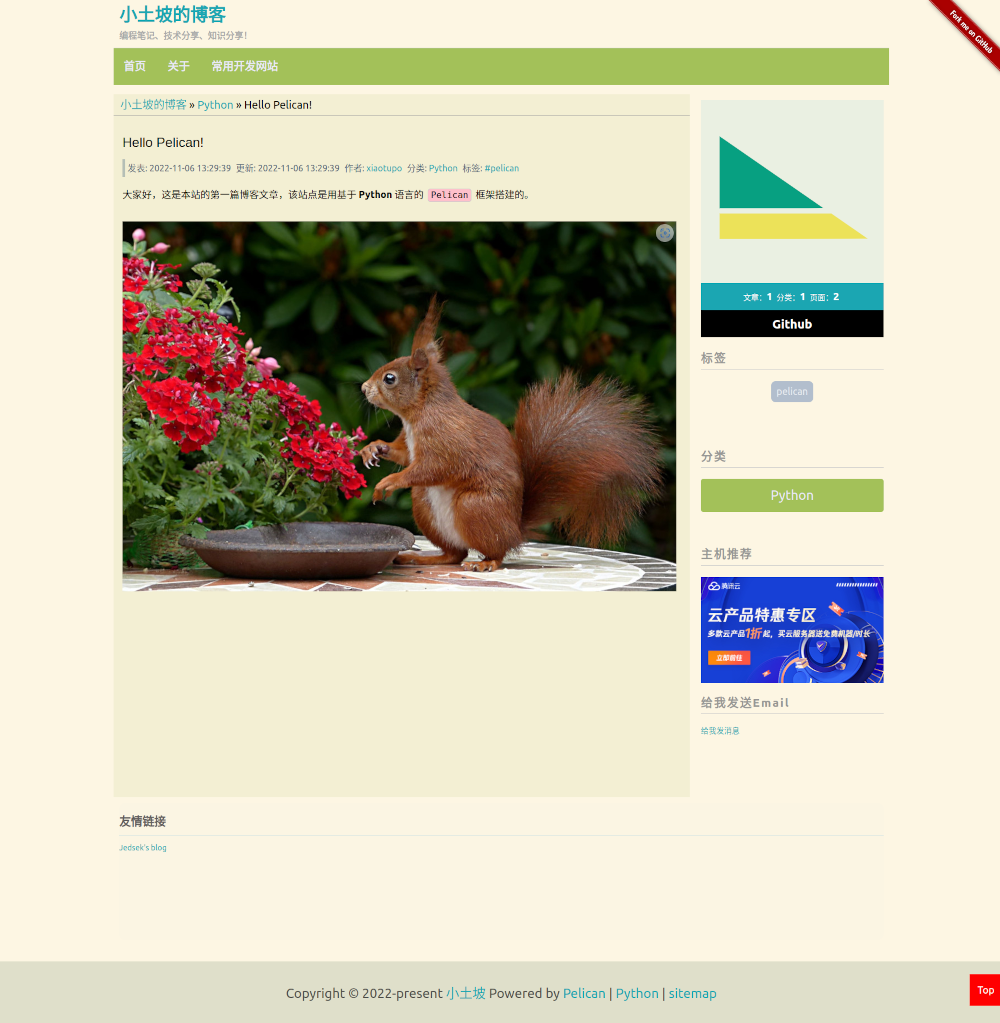 小土坡的博客
编程笔记、技术分享、知识分享！
Fork me on GitHub
首页 关于 常用开发网站
小土坡的博客 » Python » Hello Pelican!
Hello Pelican!
发表: 2022-11-06 13:29:39 更新: 2022-11-06 13:29:39 作者: xiaotupo 分类: Python 标签: #pelican
大家好，这是本站的第一篇博客文章，该站点是用基于 Python 语言的 Pelican 框架搭建的。
文章：1 分类：1 页面：2
Github
标签
pelican
分类
Python
主机推荐
腾讯云
云产品特惠专区
多款云产品1折起，买云服务器送免费机器/时长
立即前往
给我发送Email
给我发消息
友情链接
Jedsek's blog
Copyright © 2022-present 小土坡 Powered by Pelican | Python | sitemap
Top